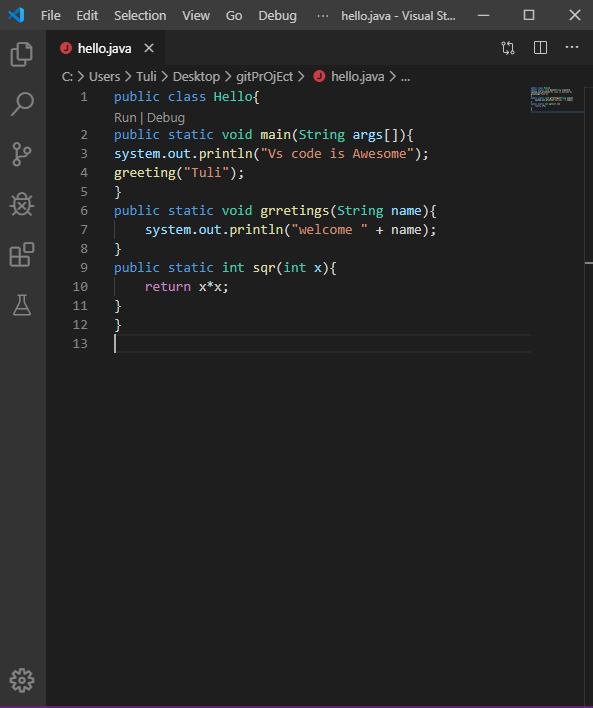 File Edit Selection View Go Debug ··· hello.java - Visual St...
hello.java
C: > Users > Tuli > Desktop > gitPrOjEct > hello.java > ...
1 public class Hello{
Run | Debug
2 public static void main(String args[]){
3 system.out.println("Vs code is Awesome");
4 greeting("Tuli");
5 }
6 public static void grretings(String name){
7 system.out.println("welcome " + name);
8 }
9 public static int sqr(int x){
10 return x*x;
11 }
12 }
13